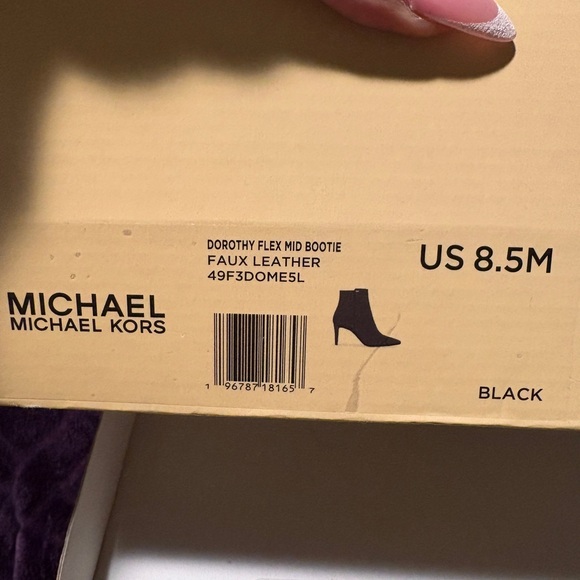 DOROTHY FLEX MID BOOTIE
FAUX LEATHER
49F3DOME5L
US 8.5M
MICHAEL
MICHAEL KORS
1 96787 18165 7
BLACK